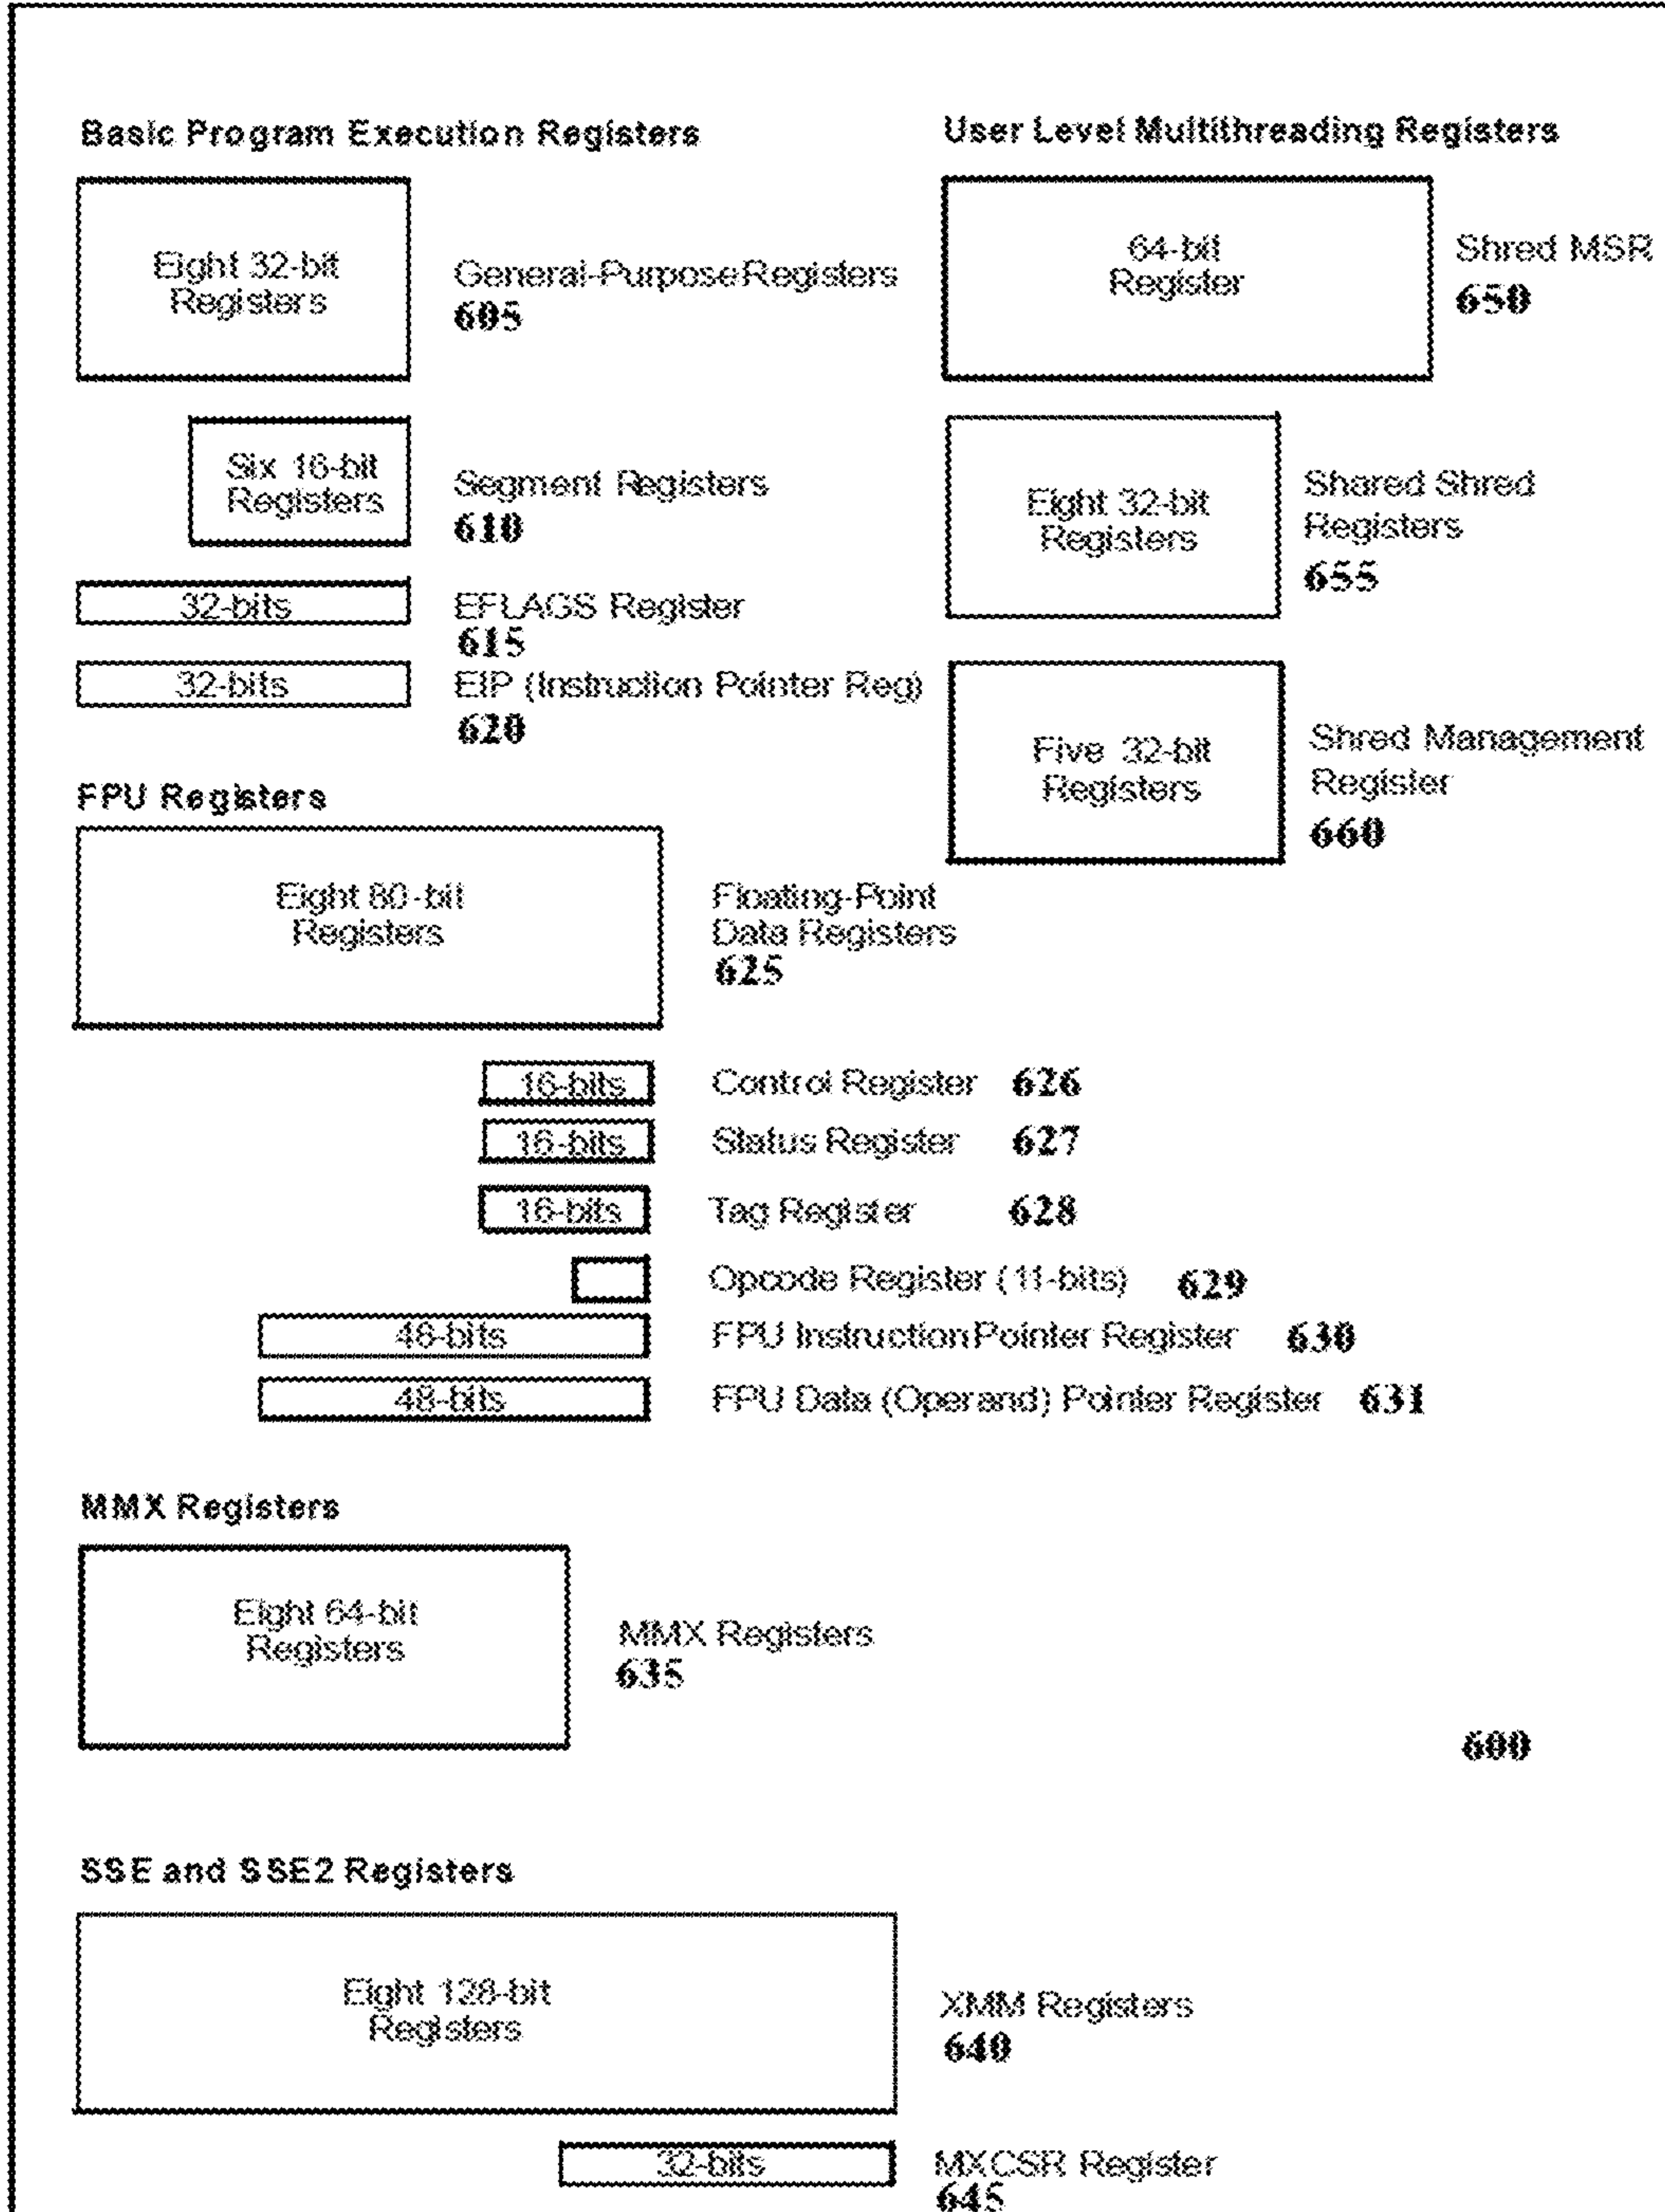 Basic Program Execution Registers
Eight 32-bit
Registers
General-Purpose Registers
605
Six 16-bit
Registers
Segment Registers
610
32-bits
EFLAGS Register
615
32-bits
EIP (Instruction Pointer Reg)
620
User Level Multithreading Registers
64-bit
Register
Shred MSR
650
Eight 32-bit
Registers
Shared Shred
Registers
655
Five 32-bit
Registers
Shred Management
Register
660
FPU Registers
Eight 80-bit
Registers
Floating-Point
Data Registers
625
16-bits
Control Register 626
16-bits
Status Register 627
16-bits
Tag Register 628
Opcode Register (11-bits) 629
48-bits
FPU Instruction Pointer Register 630
48-bits
FPU Data (Operand) Pointer Register 631
MMX Registers
Eight 64-bit
Registers
MMX Registers
635
600
SSE and SSE2 Registers
Eight 128-bit
Registers
XMM Registers
640
32-bits
MXCSR Register
645